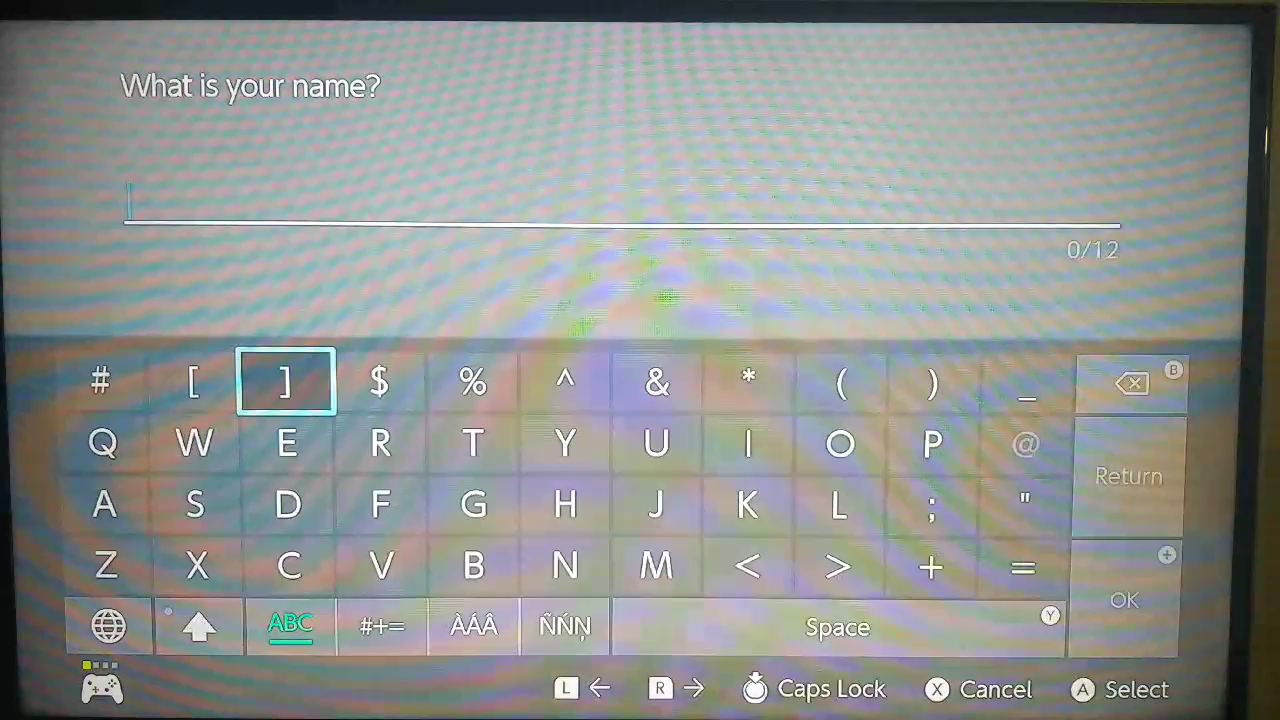 What is your name?
0/12
# [ ] $ % ^ & * ( ) _ B
Q W E R T Y U I O P @
Return
A S D F G H J K L ; "
Z X C V B N M < > + =
OK
ABC #+= ÀÁÂ ÑŃŅ Space Y
L ← R → Caps Lock X Cancel A Select